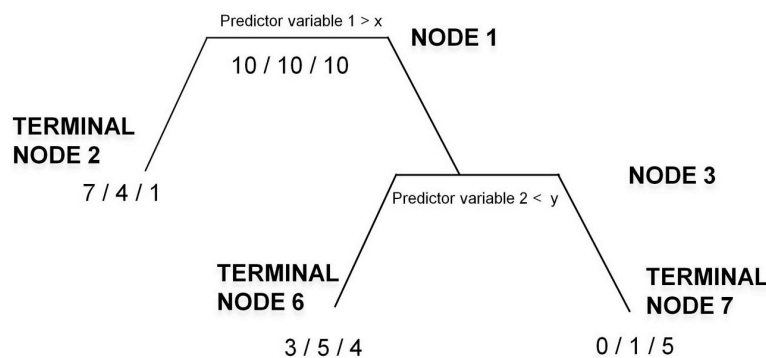 Predictor variable 1 > x
NODE 1
10 / 10 / 10
TERMINAL
NODE 2
7 / 4 / 1
NODE 3
Predictor variable 2 < y
TERMINAL
NODE 6
3 / 5 / 4
TERMINAL
NODE 7
0 / 1 / 5